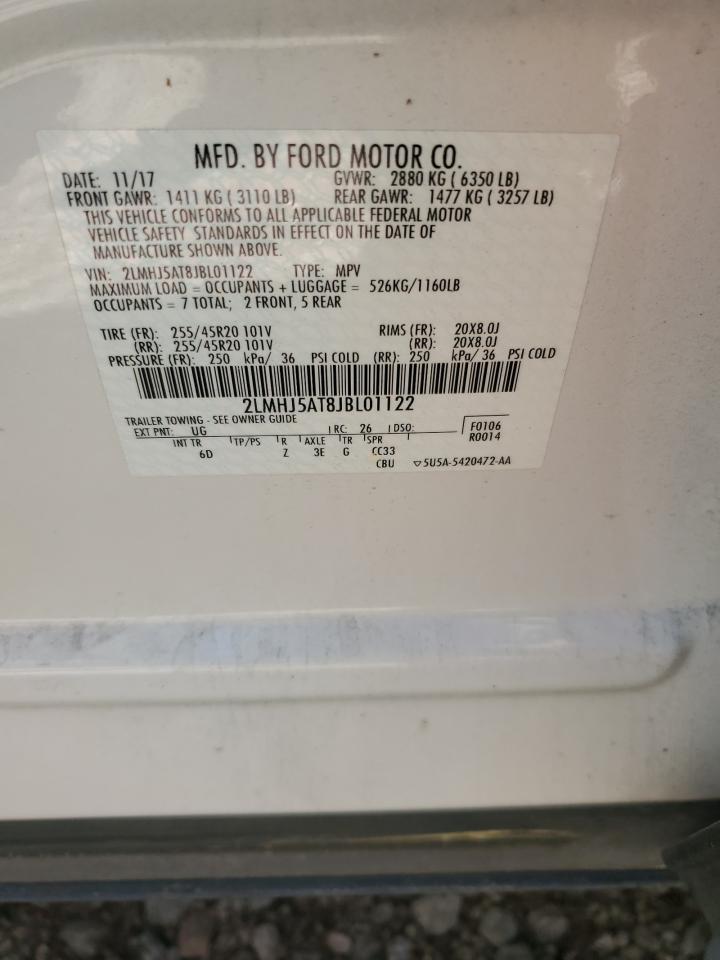 MFD. BY FORD MOTOR CO.
DATE: 11/17 GVWR: 2880 KG ( 6350 LB)
FRONT GAWR: 1411 KG ( 3110 LB) REAR GAWR: 1477 KG ( 3257 LB)
THIS VEHICLE CONFORMS TO ALL APPLICABLE FEDERAL MOTOR
VEHICLE SAFETY STANDARDS IN EFFECT ON THE DATE OF
MANUFACTURE SHOWN ABOVE.
VIN: 2LMHJ5AT8JBL01122 TYPE: MPV
MAXIMUM LOAD = OCCUPANTS + LUGGAGE = 526KG/1160LB
OCCUPANTS = 7 TOTAL; 2 FRONT, 5 REAR
TIRE (FR): 255/45R20 101V RIMS (FR): 20X8.0J
(RR): 255/45R20 101V (RR): 20X8.0J
PRESSURE (FR): 250 kPa/ 36 PSI COLD (RR): 250 kPa/ 36 PSI COLD
2LMHJ5AT8JBL01122
TRAILER TOWING - SEE OWNER GUIDE
EXT PNT: UG RC: 26 DSO: F0106
R0014
INT TR TP/PS R AXLE TR SPR
6D Z 3E G CC33
CBU ▽5U5A-5420472-AA